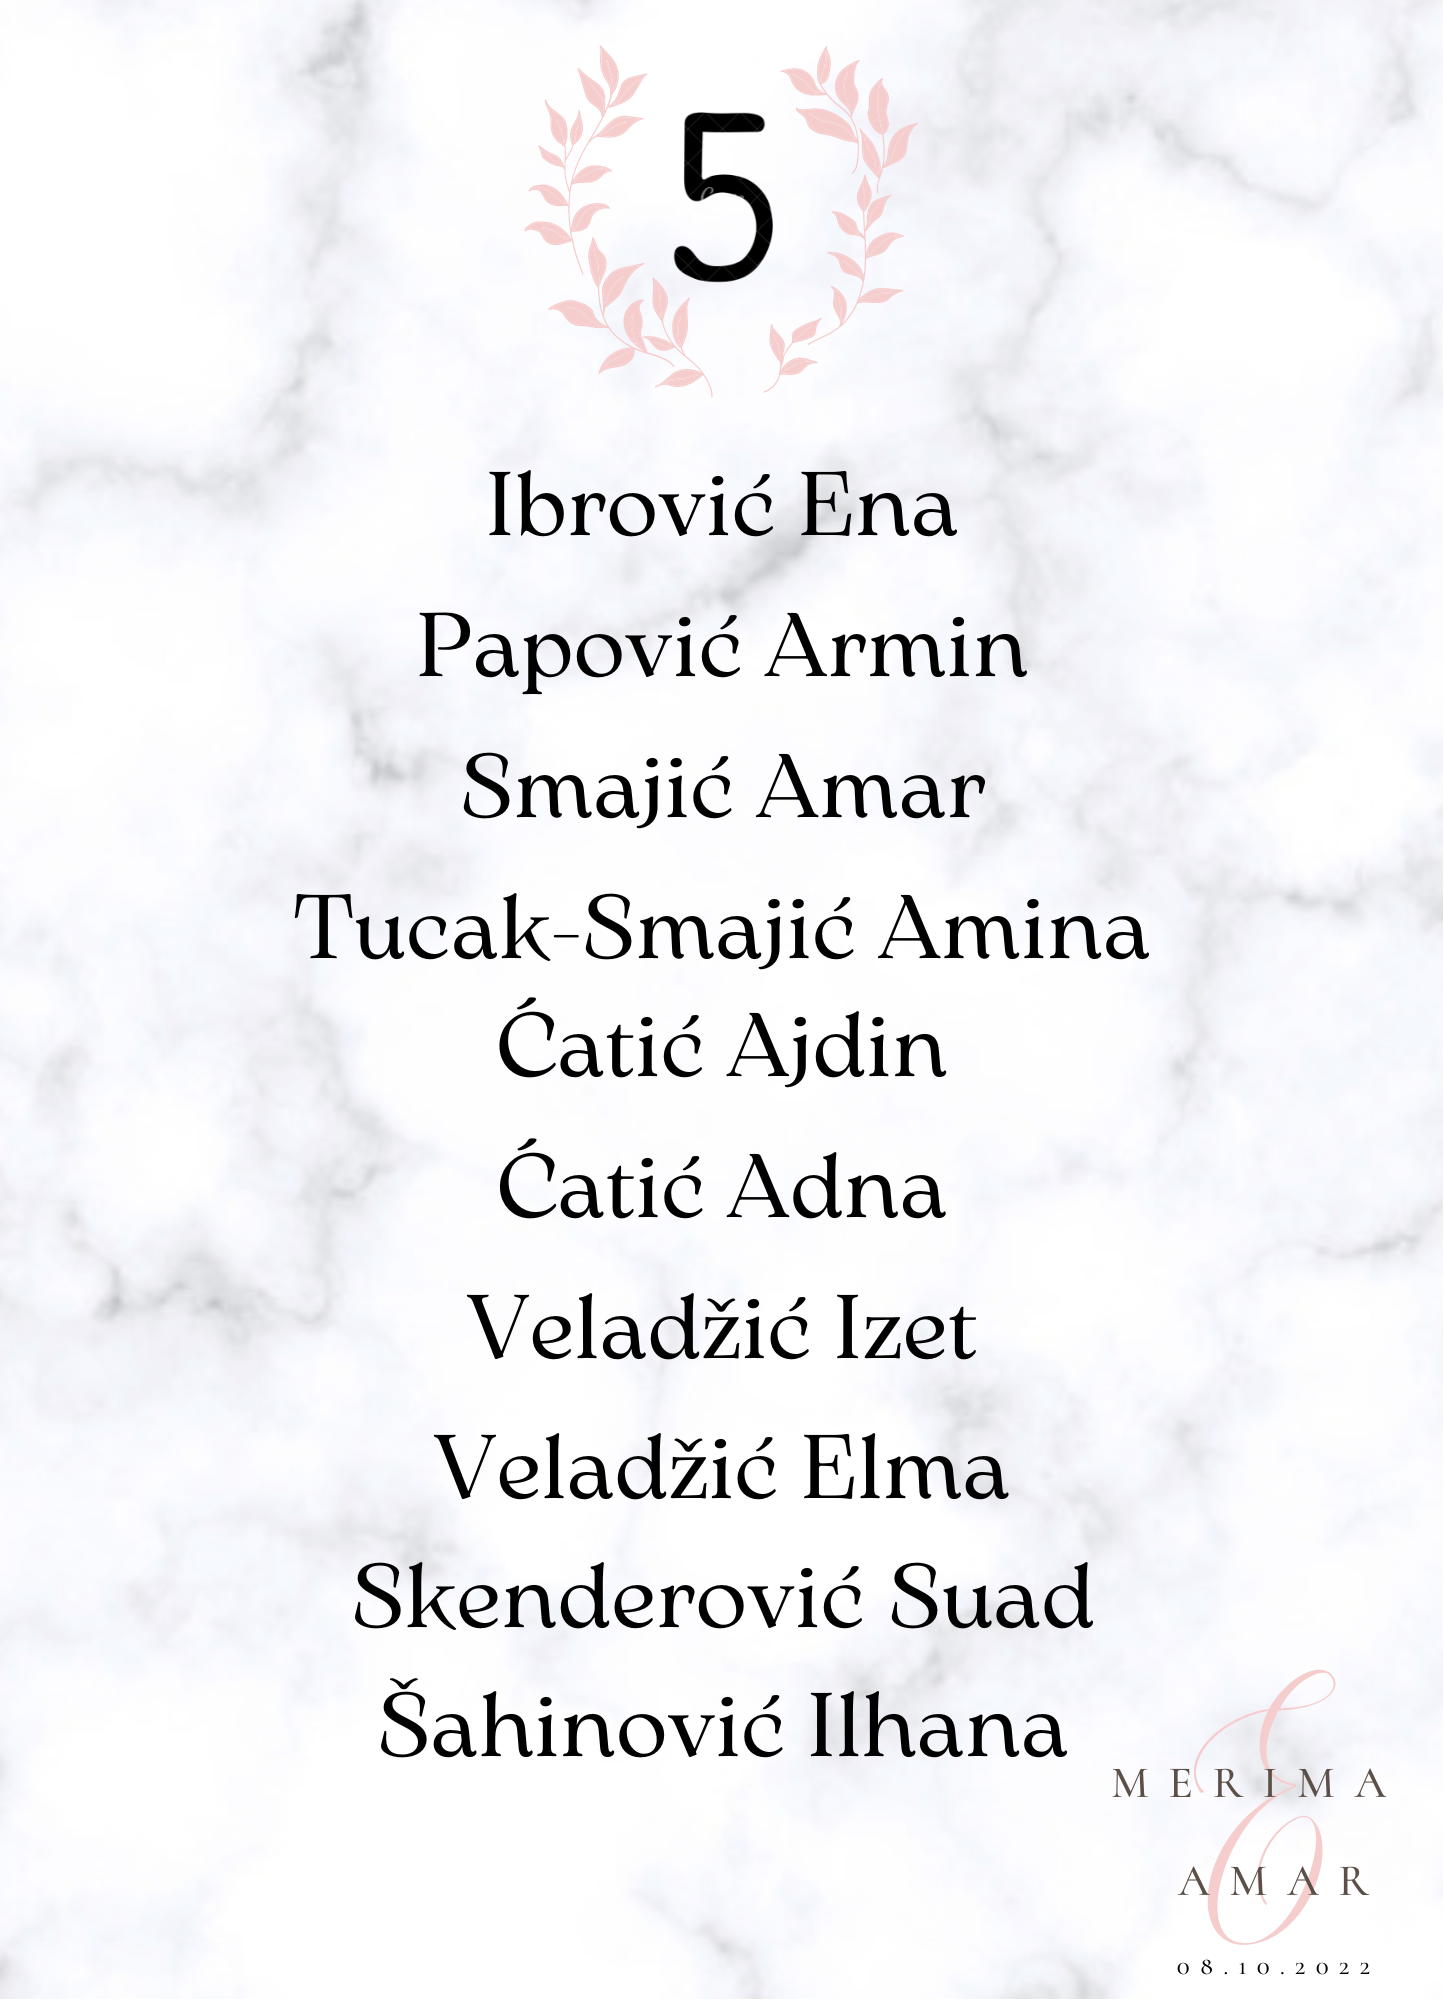 5
Ibrović Ena
Papović Armin
Smajić Amar
Tucak-Smajić Amina
Ćatić Ajdin
Ćatić Adna
Veladžić Izet
Veladžić Elma
Skenderović Suad
Šahinović Ilhana
MERIMA
&
AMAR
08.10.2022